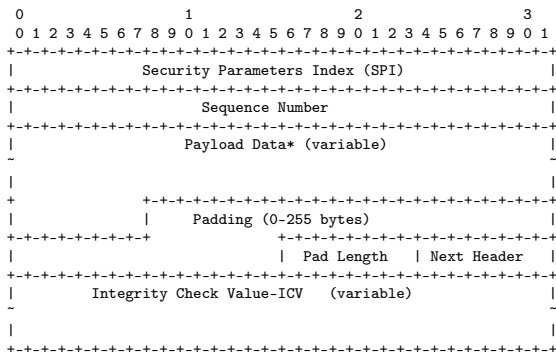 0                   1                   2                   3
0 1 2 3 4 5 6 7 8 9 0 1 2 3 4 5 6 7 8 9 0 1 2 3 4 5 6 7 8 9 0 1
+-+-+-+-+-+-+-+-+-+-+-+-+-+-+-+-+-+-+-+-+-+-+-+-+-+-+-+-+-+-+-+-+
|               Security Parameters Index (SPI)                 |
+-+-+-+-+-+-+-+-+-+-+-+-+-+-+-+-+-+-+-+-+-+-+-+-+-+-+-+-+-+-+-+-+
|                      Sequence Number                          |
+-+-+-+-+-+-+-+-+-+-+-+-+-+-+-+-+-+-+-+-+-+-+-+-+-+-+-+-+-+-+-+-+
|                    Payload Data* (variable)                   |
~                                                               ~
|                                                               |
+               +-+-+-+-+-+-+-+-+-+-+-+-+-+-+-+-+-+-+-+-+-+-+-+-+
|               |     Padding (0-255 bytes)                     |
+-+-+-+-+-+-+-+-+               +-+-+-+-+-+-+-+-+-+-+-+-+-+-+-+-+
|                               |  Pad Length   | Next Header   |
+-+-+-+-+-+-+-+-+-+-+-+-+-+-+-+-+-+-+-+-+-+-+-+-+-+-+-+-+-+-+-+-+
|         Integrity Check Value-ICV   (variable)                |
~                                                               ~
|                                                               |
+-+-+-+-+-+-+-+-+-+-+-+-+-+-+-+-+-+-+-+-+-+-+-+-+-+-+-+-+-+-+-+-+